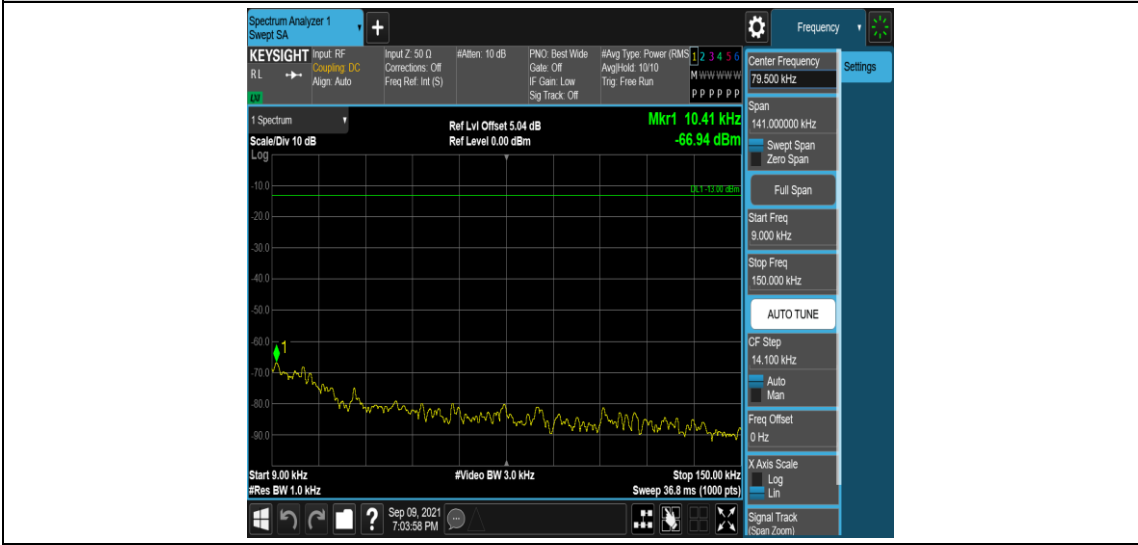 Spectrum Analyzer 1
Swept SA
+
Frequency
KEYSIGHT
RL
Input: RF
Coupling: DC
Align: Auto
Input Z: 50 Ω
Corrections: Off
Freq Ref: Int (S)
#Atten: 10 dB
PNO: Best Wide
Gate: Off
IF Gain: Low
Sig Track: Off
#Avg Type: Power (RMS
Avg|Hold: 10/10
Trig: Free Run
1 2 3 4 5 6
M W W W W W
P P P P P P
1 Spectrum
Scale/Div 10 dB
Log
Ref Lvl Offset 5.04 dB
Ref Level 0.00 dBm
Mkr1 10.41 kHz
-66.94 dBm
DL1 -13.00 dBm
-10.0
-20.0
-30.0
-40.0
-50.0
-60.0
1
-70.0
-80.0
-90.0
Start 9.00 kHz
#Res BW 1.0 kHz
#Video BW 3.0 kHz
Stop 150.00 kHz
Sweep 36.8 ms (1000 pts)
?
Sep 09, 2021
7:03:58 PM
Center Frequency
79.500 kHz
Settings
Span
141.000000 kHz
Swept Span
Zero Span
Full Span
Start Freq
9.000 kHz
Stop Freq
150.000 kHz
AUTO TUNE
CF Step
14.100 kHz
Auto
Man
Freq Offset
0 Hz
X Axis Scale
Log
Lin
Signal Track
(Span Zoom)